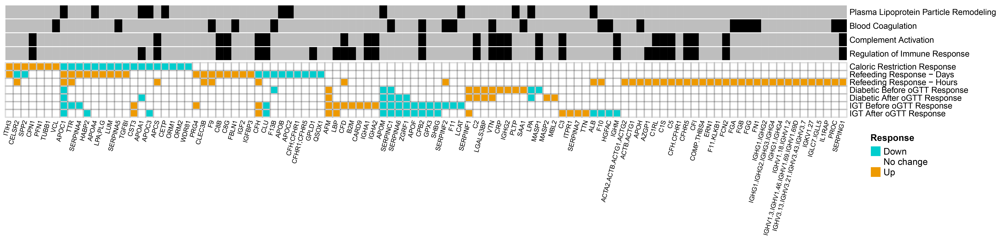 Plasma Lipoprotein Particle Remodeling
Blood Coagulation
Complement Activation
Regulation of Immune Response
Caloric Restriction Response
Refeeding Response − Days
Refeeding Response − Hours
Diabetic Before oGTT Response
Diabetic After oGTT Response
IGT Before oGTT Response
IGT After oGTT Response
ITIH3
CELSR2
SPP2
CPN1
PFN1
TUBB1
VCL
APOC1
TTR
SERPINA4
HABP2
APOA4
LPA;PLG
LUM
SERPINA5
TGFBI
CST3
APOA1
APOC3
APCS
CETP
ORM1
ORM2
WDR81
PRG4
CLEC3B
F9
C8B
C8G
FBLN1
IGF2
IGFBP3
CFH
CLU
F13B
APOB
APOC2
CFH;CFHR1
CFHR1;CFHR5
GPLD1
QSOX1
AFM
LBP
CFD
B2M
CARD9
IGHA1
IGHA2
APOM
SERPINC1
SERPINA6
ZGRF1
APOF
CPB2
GPX3
SHBG
SERPINF2
F11
LCAT
SERPINF1
C2
LGALS3BP
VTN
CRP
IGHG2
PLTP
SAA1
LPA
MASP1
MASP2
MBL2
C3
ITPR1
SERPINA7
TTN
ALB
F10
HGFAC
IGHM
ACTA2.ACTB.ACTG1.ACTG2
ACTB.ACTG1
APOH
AZGP1
C1RL
C1S
C5
CFH.CFHR1
CFHR5
CFI
COMP.THBS4
ERN1
F11.KLKB1
FCN2
FGA
FGB
FGG
FN1
IGHG1.IGHG2
IGHG1.IGHG2.IGHG3.IGHG4
IGHG1.IGHG4
IGHV1.18.IGHV1.2
IGHV1.3.IGHV1.46.IGHV1.69.IGHV1.69D
IGHV3.13.IGHV3.21.IGHV3.43.IGHV3.7
IGKV1.27
IGLC7.IGLL5
IL1RAP
PROC
SERPING1
Response
Down
No change
Up